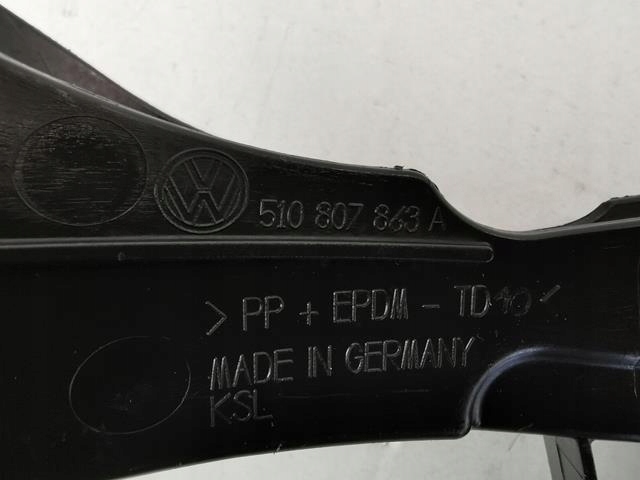 510 807 863 A
>PP + EPDM - TD10<
MADE IN GERMANY
KSL